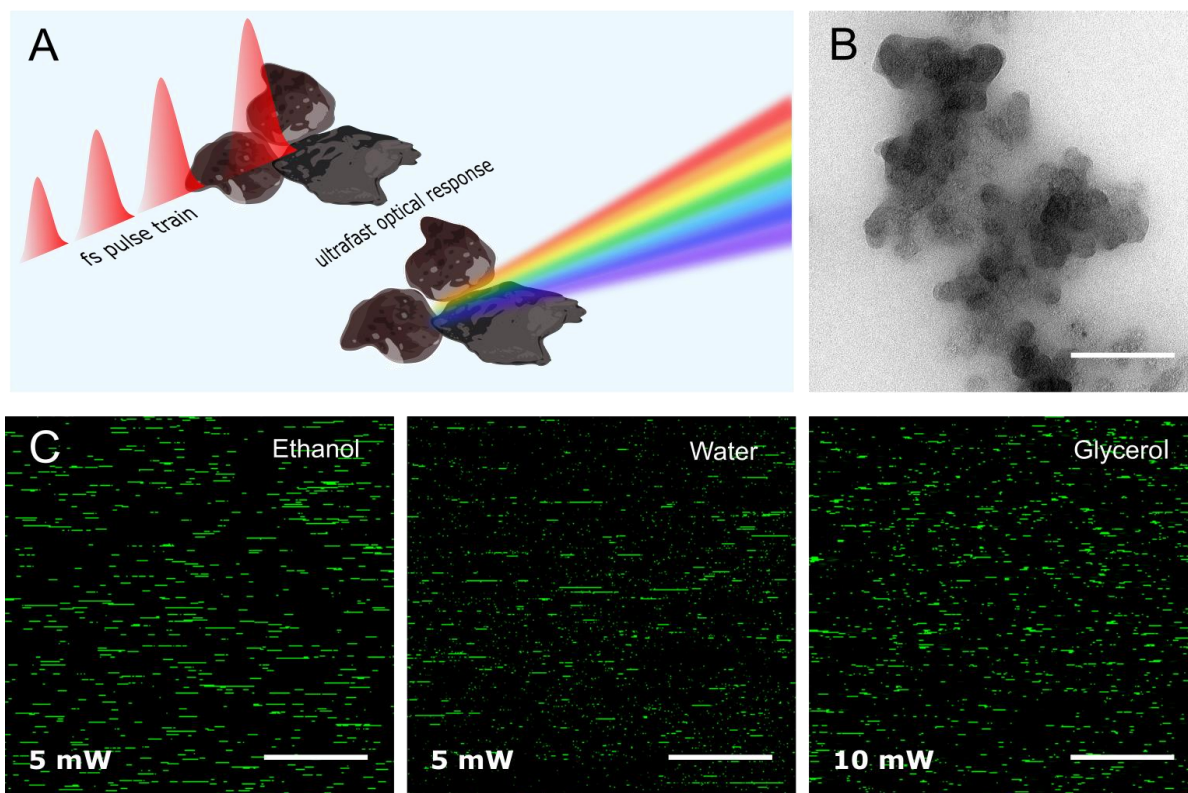 A
fs pulse train
ultrafast optical response
B
C
Ethanol
5 mW
Water
5 mW
Glycerol
10 mW